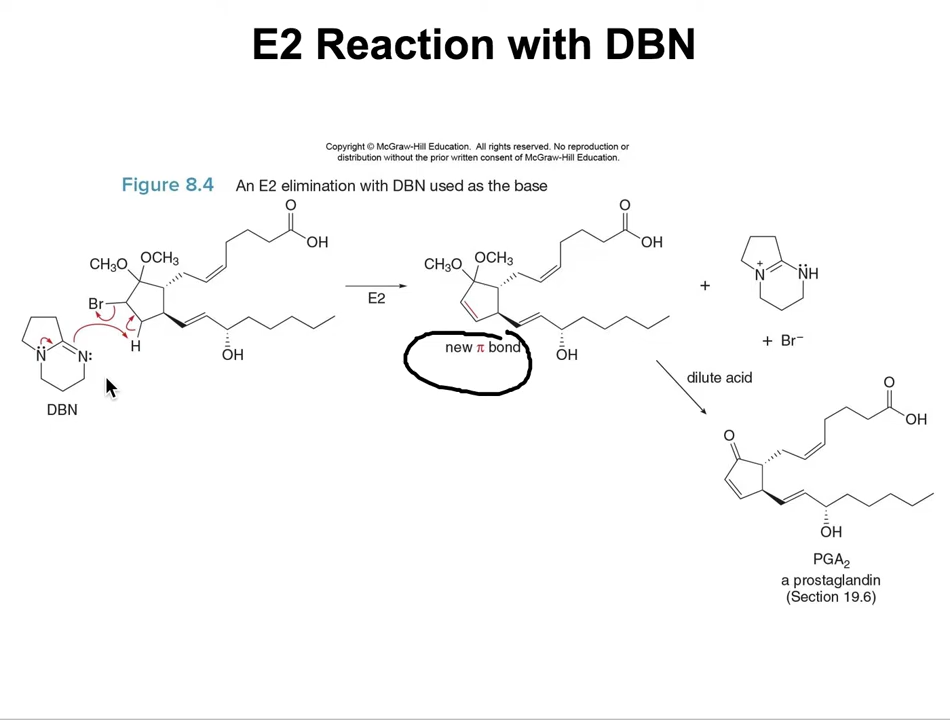 E2 Reaction with DBN
Copyright © McGraw-Hill Education. All rights reserved. No reproduction or
distribution without the prior written consent of McGraw-Hill Education.
Figure 8.4 An E2 elimination with DBN used as the base
O
OH
CH₃O OCH₃
Br
H
N N:
OH
DBN
E2
O
OH
CH₃O OCH₃
new π bond
OH
+
N + NH
+ Br⁻
dilute acid
O
OH
O
OH
PGA₂
a prostaglandin
(Section 19.6)